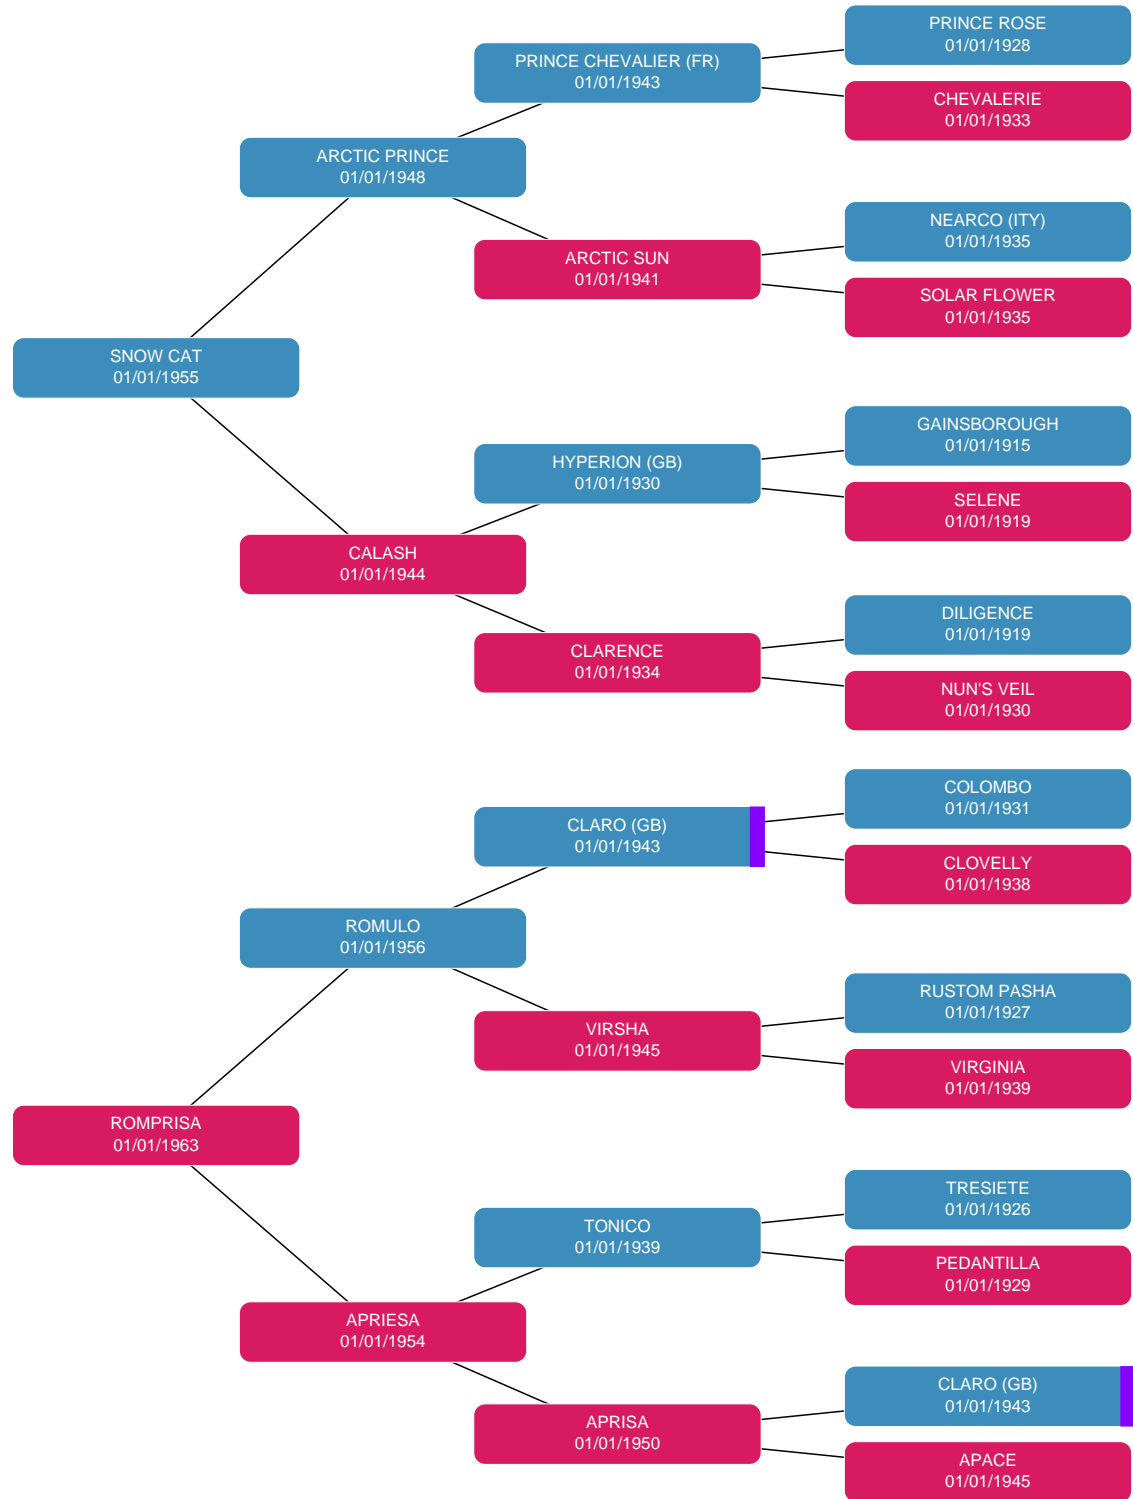 PRINCE ROSE
01/01/1928
PRINCE CHEVALIER (FR)
01/01/1943
CHEVALERIE
01/01/1933
ARCTIC PRINCE
01/01/1948
NEARCO (ITY)
01/01/1935
ARCTIC SUN
01/01/1941
SOLAR FLOWER
01/01/1935
SNOW CAT
01/01/1955
GAINSBOROUGH
01/01/1915
HYPERION (GB)
01/01/1930
SELENE
01/01/1919
CALASH
01/01/1944
DILIGENCE
01/01/1919
CLARENCE
01/01/1934
NUN'S VEIL
01/01/1930
COLOMBO
01/01/1931
CLARO (GB)
01/01/1943
CLOVELLY
01/01/1938
ROMULO
01/01/1956
RUSTOM PASHA
01/01/1927
VIRSHA
01/01/1945
VIRGINIA
01/01/1939
ROMPRISA
01/01/1963
TRESIETE
01/01/1926
TONICO
01/01/1939
PEDANTILLA
01/01/1929
APRIESA
01/01/1954
CLARO (GB)
01/01/1943
APRISA
01/01/1950
APACE
01/01/1945